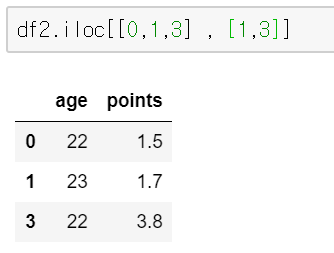 df2.iloc[[0,1,3] , [1,3]]
age points
0 22 1.5
1 23 1.7
3 22 3.8